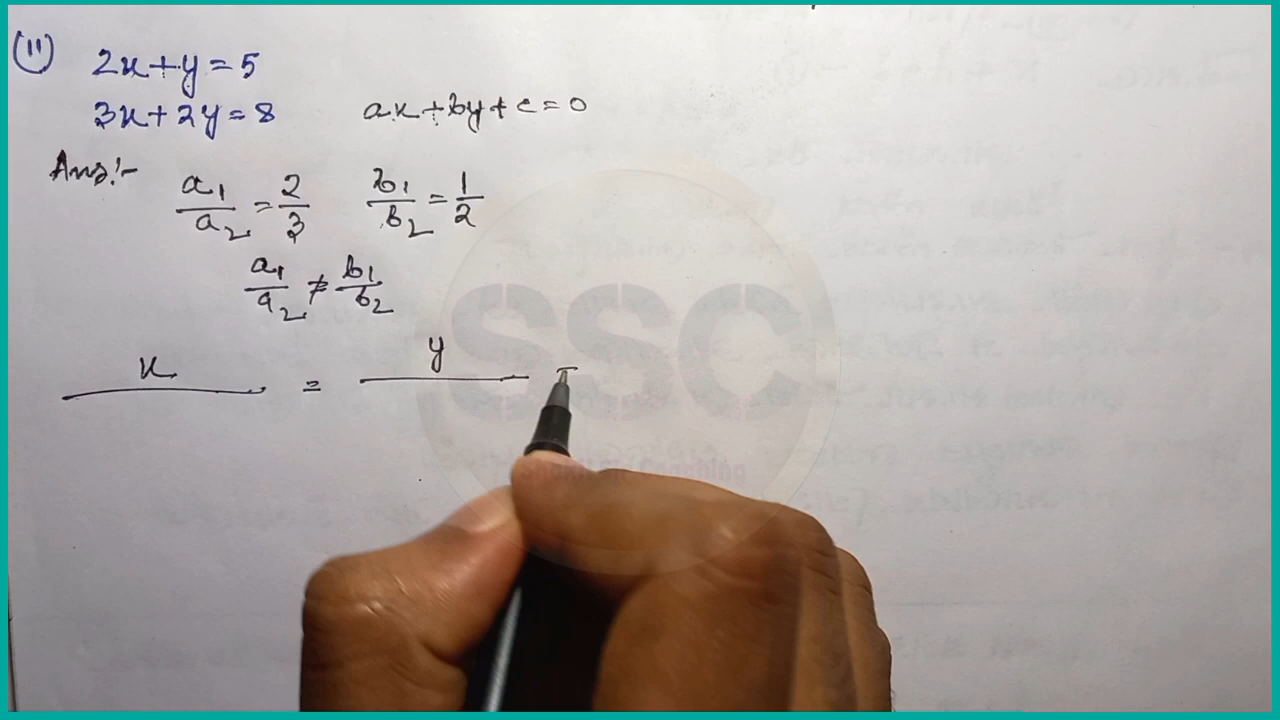 (11) 2x+y=5
3x+2y=8 ax+by+c=0
Ans:-
a₁/a₂ = 2/3 b₁/b₂ = 1/2
a₁/a₂ ≠ b₁/b₂
x = y =
SSC